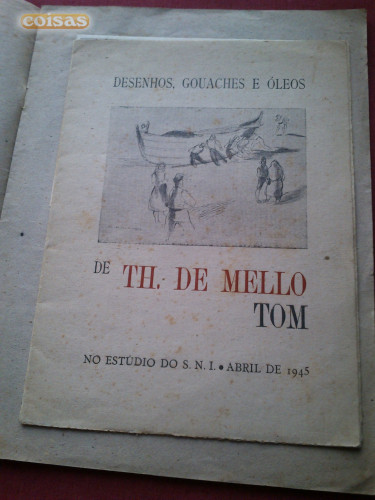 coisas
DESENHOS, GOUACHES E ÓLEOS
DE TH. DE MELLO
TOM
NO ESTÚDIO DO S. N. I. • ABRIL DE 1945